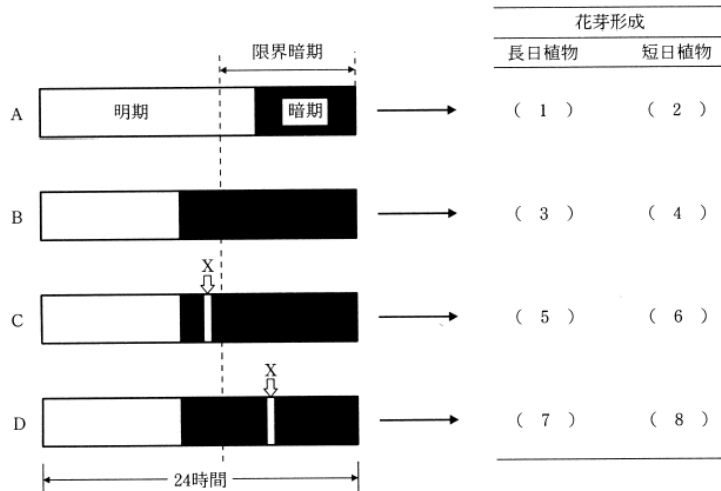 花芽形成
限界暗期
長日植物 短日植物
A 明期 暗期 ( 1 ) ( 2 )
B ( 3 ) ( 4 )
X
C ( 5 ) ( 6 )
X
D ( 7 ) ( 8 )
24時間